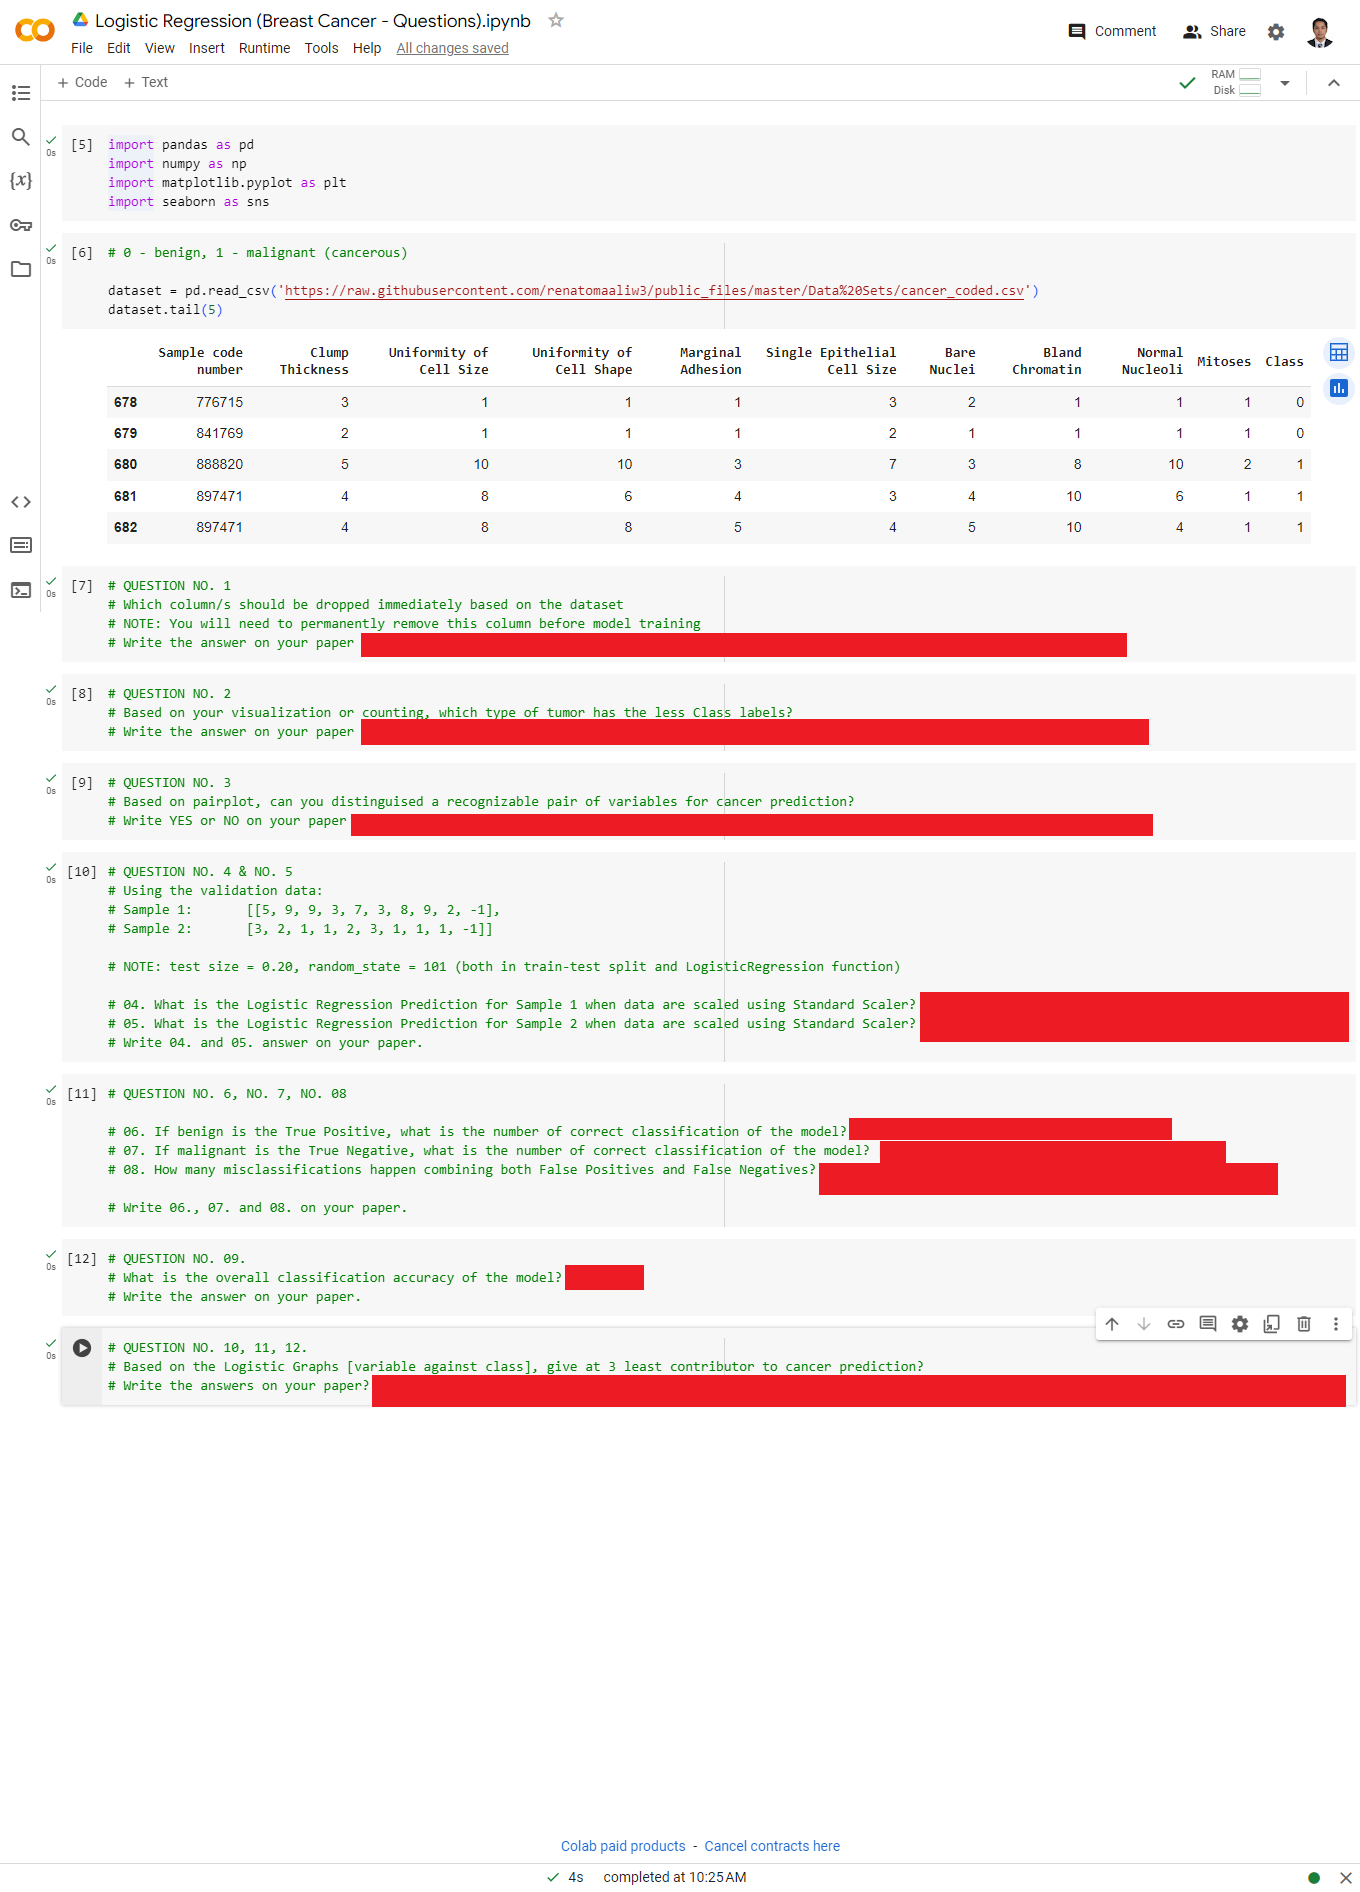 Logistic Regression (Breast Cancer - Questions).ipynb
File Edit View Insert Runtime Tools Help All changes saved
Comment Share
+ Code + Text
RAM
Disk
0s
[5] import pandas as pd
import numpy as np
import matplotlib.pyplot as plt
import seaborn as sns
0s
[6] # 0 - benign, 1 - malignant (cancerous)
dataset = pd.read_csv('https://raw.githubusercontent.com/renatomaaliw3/public_files/master/Data%20Sets/cancer_coded.csv')
dataset.tail(5)
Sample code number Clump Thickness Uniformity of Cell Size Uniformity of Cell Shape Marginal Adhesion Single Epithelial Cell Size Bare Nuclei Bland Chromatin Normal Nucleoli Mitoses Class
678 776715 3 1 1 1 3 2 1 1 1 0
679 841769 2 1 1 1 2 1 1 1 1 0
680 888820 5 10 10 3 7 3 8 10 2 1
681 897471 4 8 6 4 3 4 10 6 1 1
682 897471 4 8 8 5 4 5 10 4 1 1
0s
[7] # QUESTION NO. 1
# Which column/s should be dropped immediately based on the dataset
# NOTE: You will need to permanently remove this column before model training
# Write the answer on your paper
0s
[8] # QUESTION NO. 2
# Based on your visualization or counting, which type of tumor has the less Class labels?
# Write the answer on your paper
0s
[9] # QUESTION NO. 3
# Based on pairplot, can you distinguised a recognizable pair of variables for cancer prediction?
# Write YES or NO on your paper
0s
[10] # QUESTION NO. 4 & NO. 5
# Using the validation data:
# Sample 1: [[5, 9, 9, 3, 7, 3, 8, 9, 2, -1],
# Sample 2: [3, 2, 1, 1, 2, 3, 1, 1, 1, -1]]
# NOTE: test size = 0.20, random_state = 101 (both in train-test split and LogisticRegression function)
# 04. What is the Logistic Regression Prediction for Sample 1 when data are scaled using Standard Scaler?
# 05. What is the Logistic Regression Prediction for Sample 2 when data are scaled using Standard Scaler?
# Write 04. and 05. answer on your paper.
0s
[11] # QUESTION NO. 6, NO. 7, NO. 08
# 06. If benign is the True Positive, what is the number of correct classification of the model?
# 07. If malignant is the True Negative, what is the number of correct classification of the model?
# 08. How many misclassifications happen combining both False Positives and False Negatives?
# Write 06., 07. and 08. on your paper.
0s
[12] # QUESTION NO. 09.
# What is the overall classification accuracy of the model?
# Write the answer on your paper.
0s
# QUESTION NO. 10, 11, 12.
# Based on the Logistic Graphs [variable against class], give at 3 least contributor to cancer prediction?
# Write the answers on your paper?
Colab paid products - Cancel contracts here
4s completed at 10:25 AM